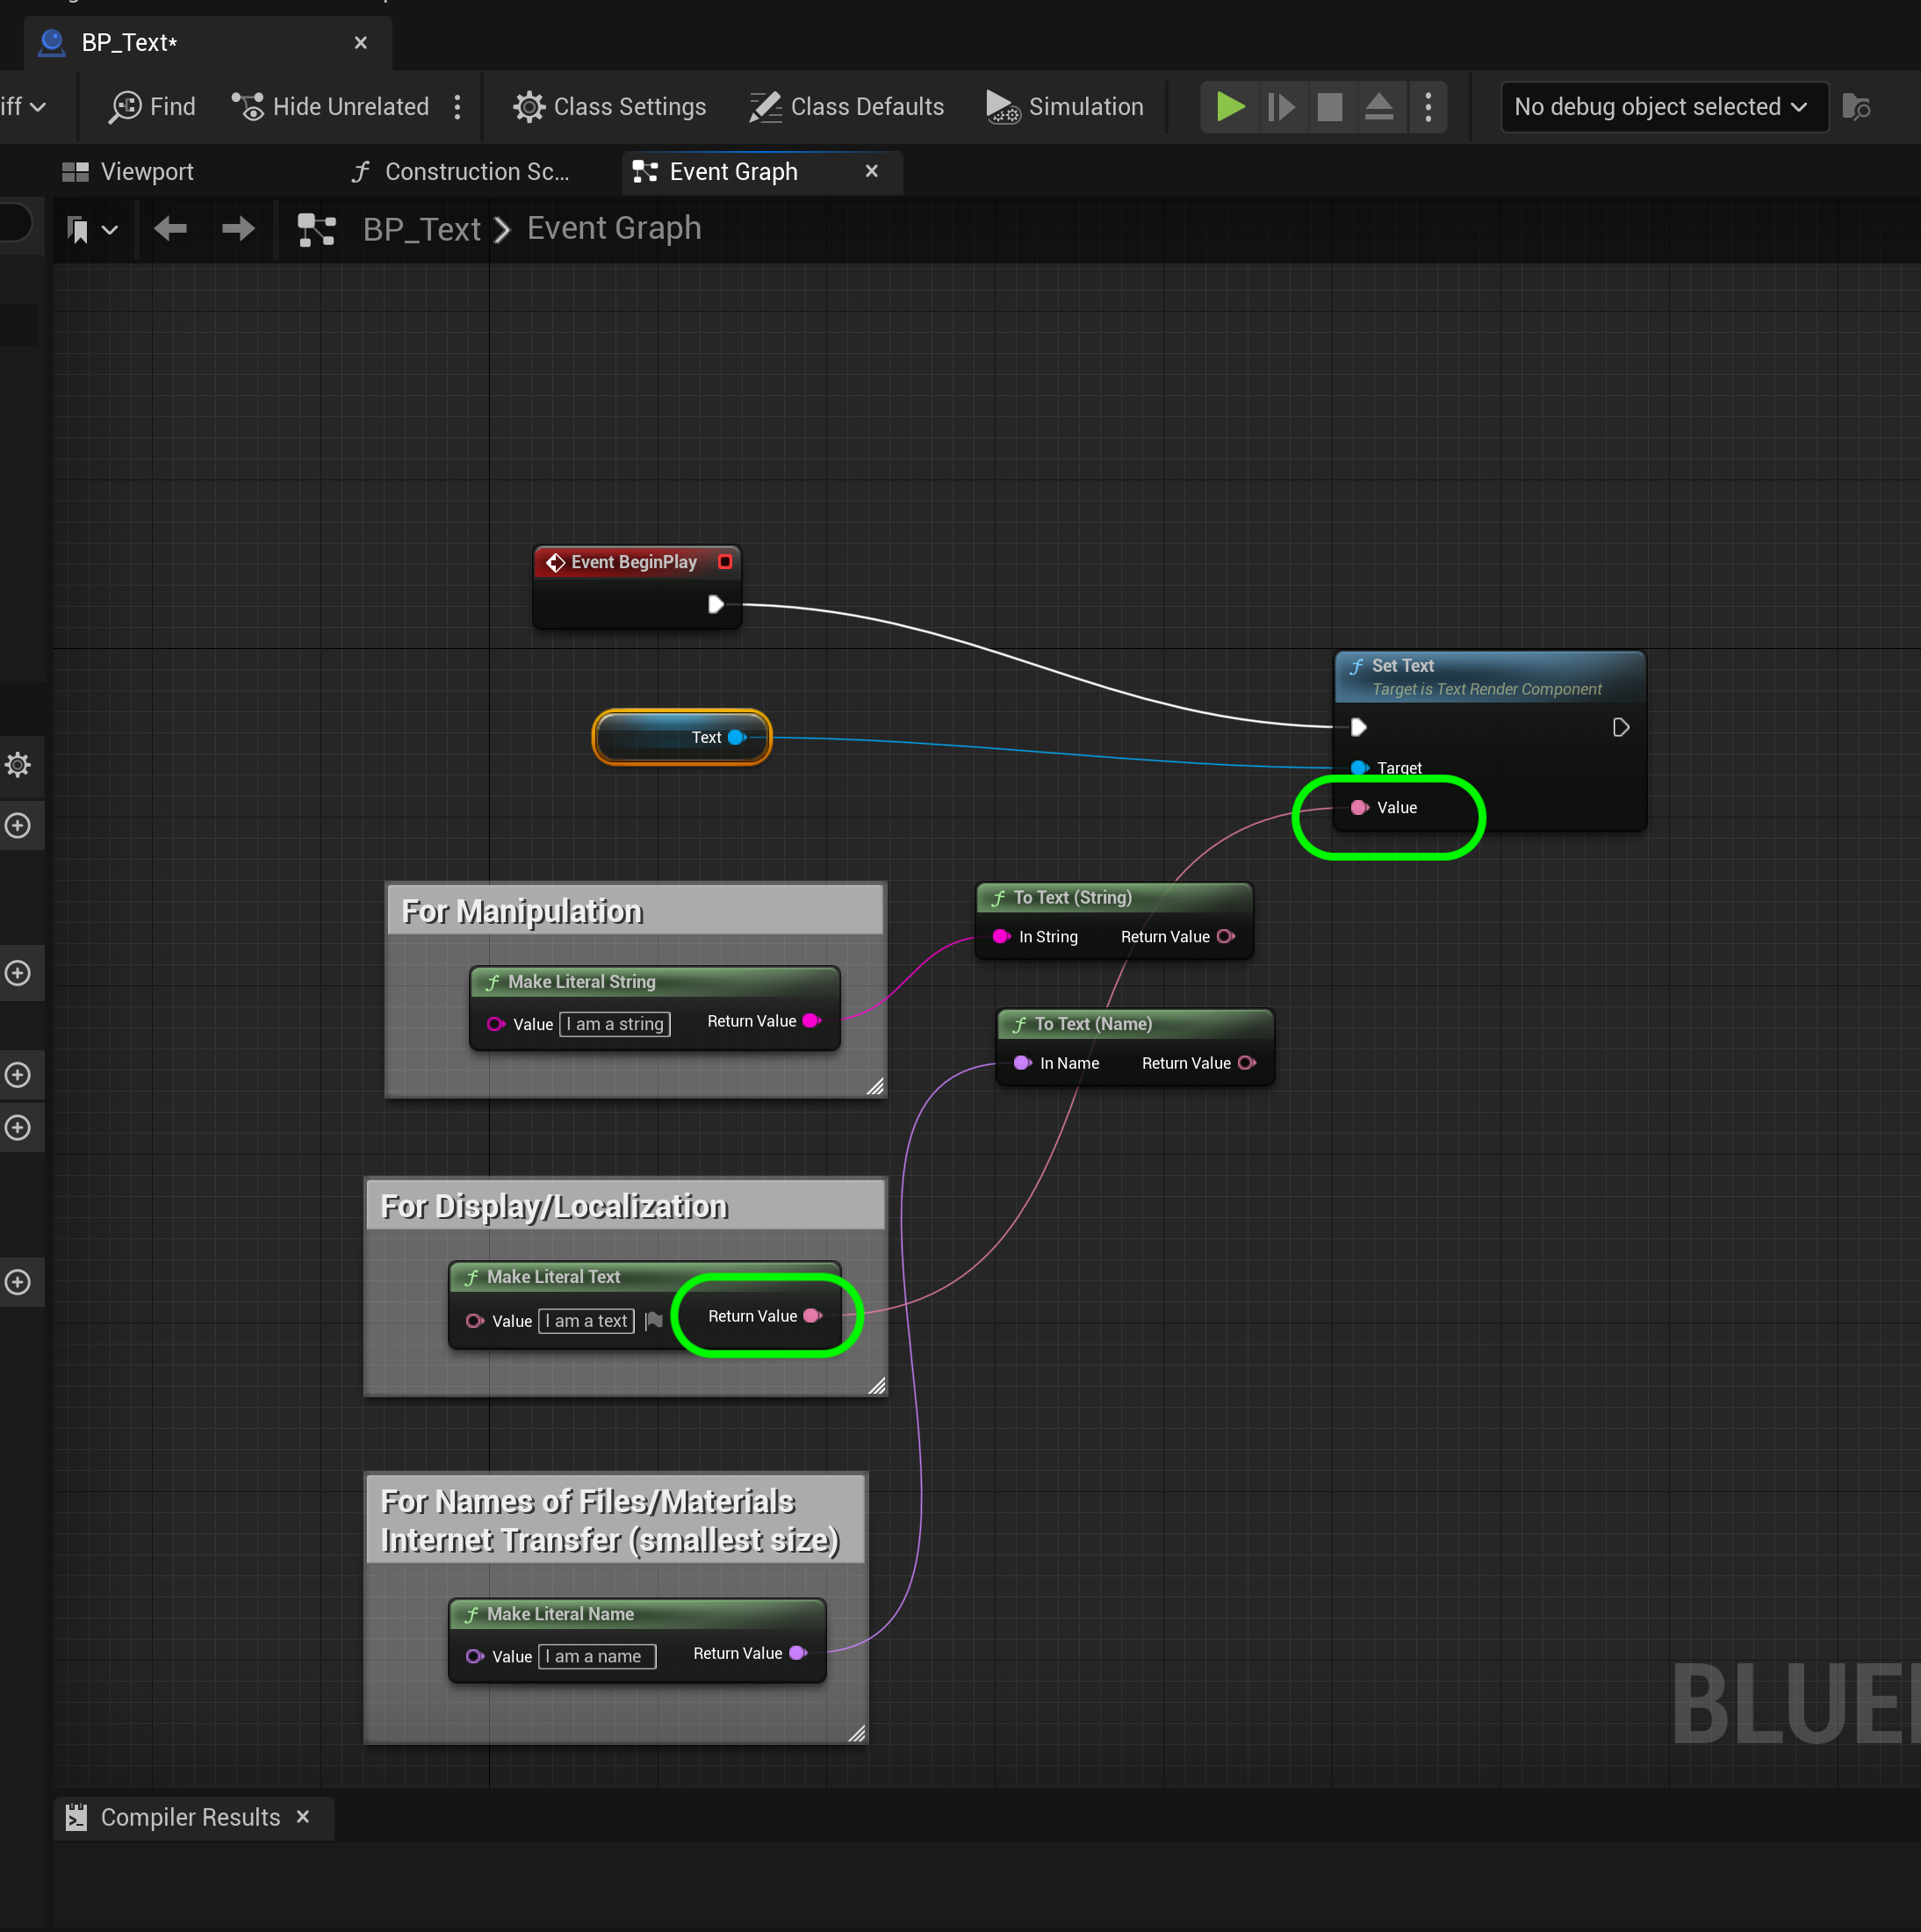 BP_Text*
iff
Find
Hide Unrelated
Class Settings
Class Defaults
Simulation
No debug object selected
Viewport
Construction Sc...
Event Graph
BP_Text > Event Graph
Event BeginPlay
Set Text
Target is Text Render Component
Text
Target
Value
For Manipulation
To Text (String)
In String
Return Value
Make Literal String
Value
I am a string
Return Value
To Text (Name)
In Name
Return Value
For Display/Localization
Make Literal Text
Value
I am a text
Return Value
For Names of Files/Materials
Internet Transfer (smallest size)
Make Literal Name
Value
I am a name
Return Value
Compiler Results